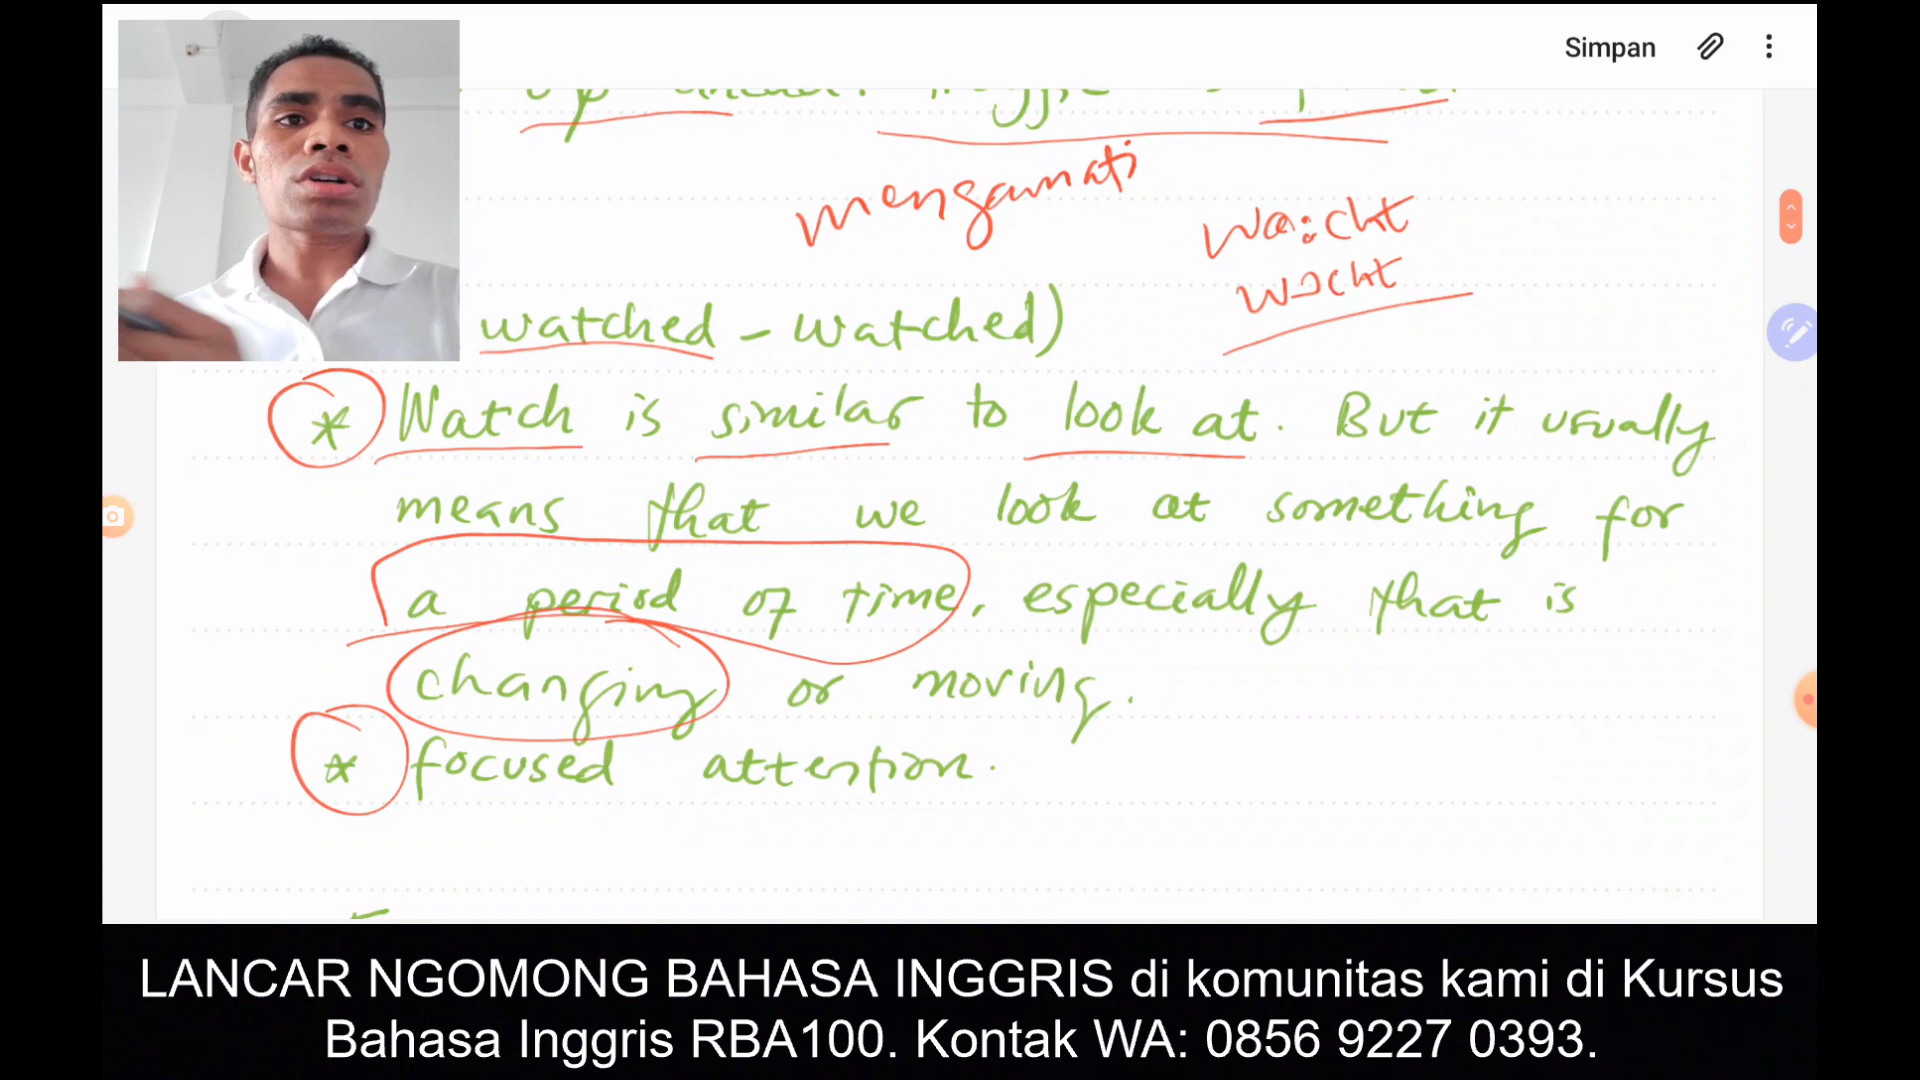 Simpan
mengamati
wa:cht
wɔcht
watched - watched)
* Watch is similar to look at. But it usually
means that we look at something for
a period of time, especially that is
changing or moving.
* focused attention.
LANCAR NGOMONG BAHASA INGGRIS di komunitas kami di Kursus
Bahasa Inggris RBA100. Kontak WA: 0856 9227 0393.